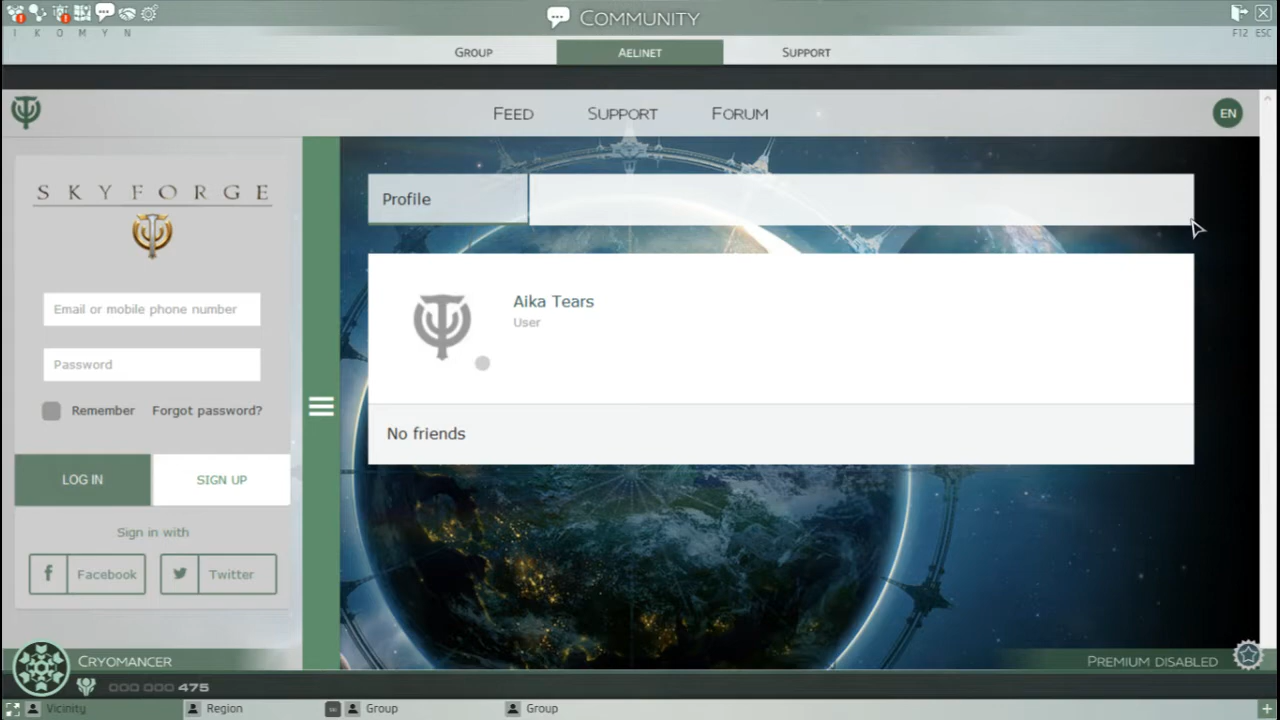 COMMUNITY
F12 ESC
I K O M Y N
GROUP AELINET SUPPORT
FEED SUPPORT FORUM EN
SKYFORGE
Profile
Email or mobile phone number
Aika Tears
User
Password
Remember Forgot password?
No friends
LOG IN SIGN UP
Sign in with
Facebook Twitter
CRYOMANCER
PREMIUM DISABLED
000 000 475
Vicinity Region Group Group